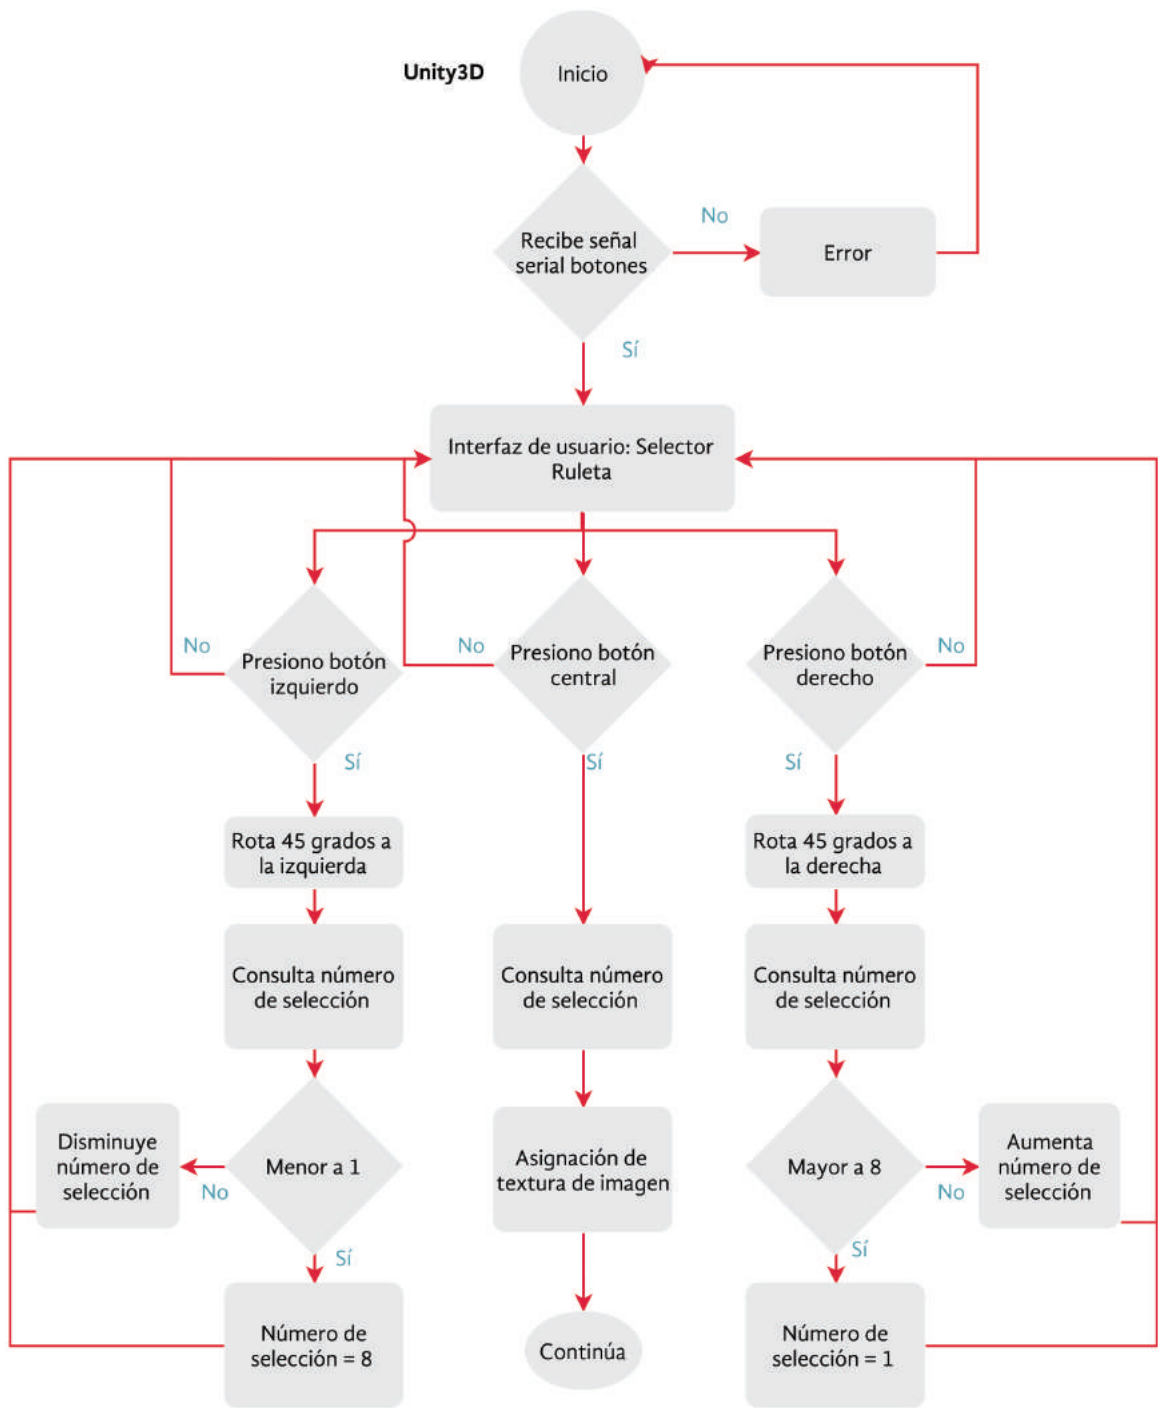 Unity3D
Inicio
No
Recibe señal
serial botones
Error
Sí
Interfaz de usuario: Selector
Ruleta
No
Presiono botón
izquierdo
No
Presiono botón
central
Presiono botón
derecho
No
Sí
Sí
Sí
Rota 45 grados a
la izquierda
Rota 45 grados a
la derecha
Consulta número
de selección
Consulta número
de selección
Consulta número
de selección
Disminuye
número de
selección
No
Menor a 1
Asignación de
textura de imagen
Mayor a 8
No
Aumenta
número de
selección
Sí
Sí
Número de
selección = 8
Continúa
Número de
selección = 1